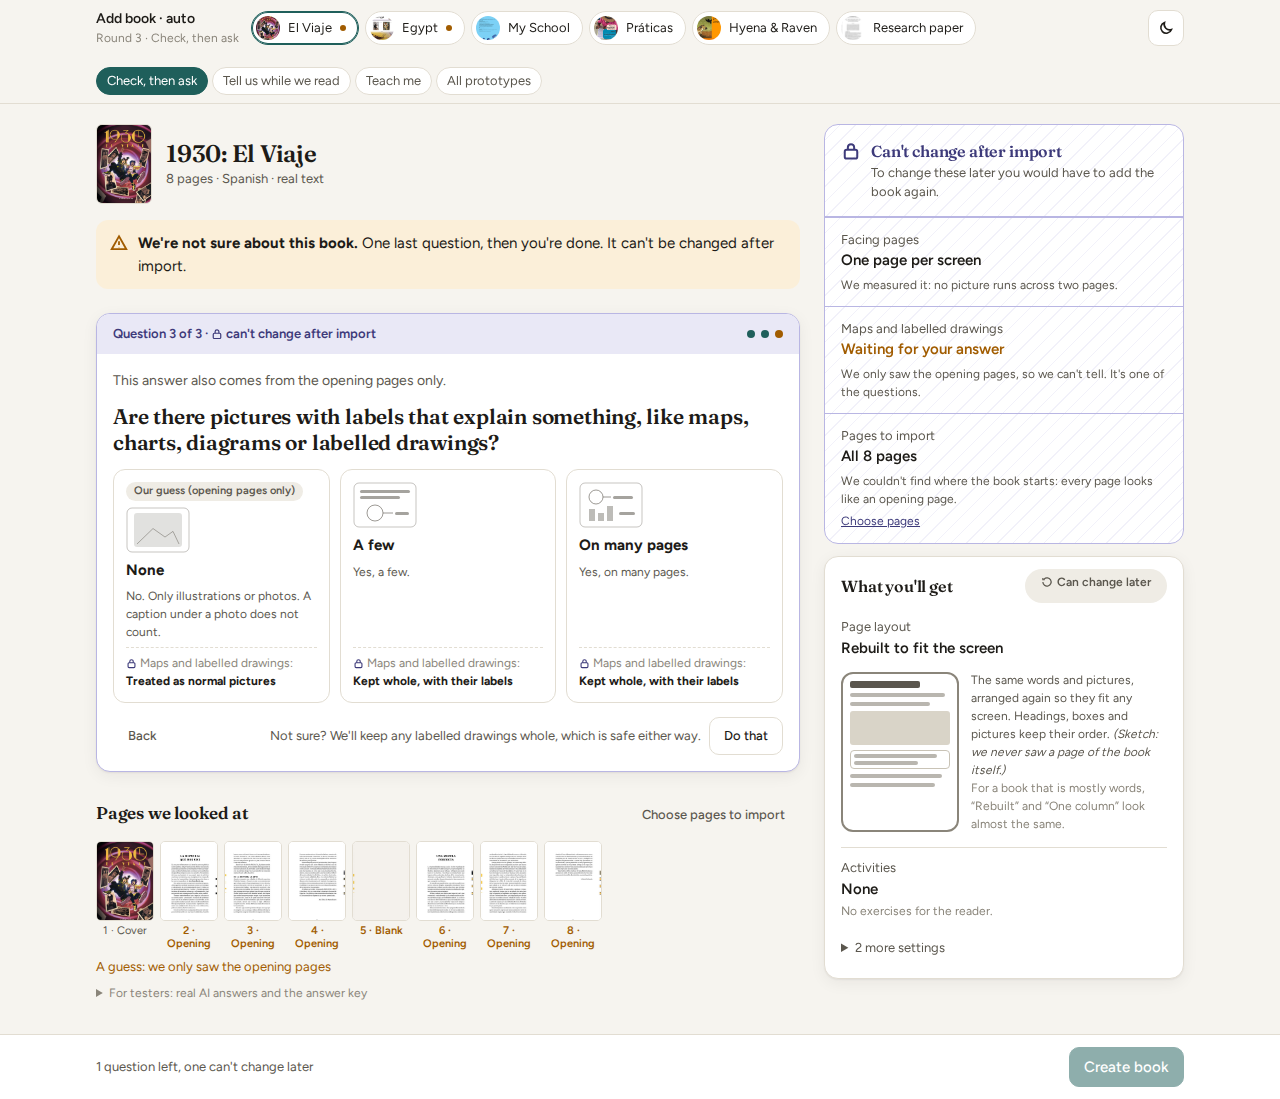 Add book · auto
Round 3 · Check, then ask
El Viaje
Egypt
My School
Práticas
Hyena & Raven
Research paper
Check, then ask
Tell us while we read
Teach me
All prototypes
1930
1930: El Viaje
8 pages · Spanish · real text
We're not sure about this book. One last question, then you're done. It can't be changed after
import.
Question 3 of 3 · can't change after import
This answer also comes from the opening pages only.
Are there pictures with labels that explain something, like maps,
charts, diagrams or labelled drawings?
Our guess (opening pages only)
None
No. Only illustrations or photos. A
caption under a photo does not
count.
Maps and labelled drawings:
Treated as normal pictures
A few
Yes, a few.
Maps and labelled drawings:
Kept whole, with their labels
On many pages
Yes, on many pages.
Maps and labelled drawings:
Kept whole, with their labels
Back
Not sure? We'll keep any labelled drawings whole, which is safe either way.
Do that
Pages we looked at
Choose pages to import
1930
1 · Cover
2 ·
Opening
3 ·
Opening
4 ·
Opening
5 · Blank
6 ·
Opening
7 ·
Opening
8 ·
Opening
A guess: we only saw the opening pages
For testers: real AI answers and the answer key
Can't change after import
To change these later you would have to add the
book again.
Facing pages
One page per screen
We measured it: no picture runs across two pages.
Maps and labelled drawings
Waiting for your answer
We only saw the opening pages, so we can't tell. It's one of
the questions.
Pages to import
All 8 pages
We couldn't find where the book starts: every page looks
like an opening page.
Choose pages
What you'll get
Can change later
Page layout
Rebuilt to fit the screen
The same words and pictures,
arranged again so they fit any
screen. Headings, boxes and
pictures keep their order. (Sketch:
we never saw a page of the book
itself.)
For a book that is mostly words,
“Rebuilt” and “One column” look
almost the same.
Activities
None
No exercises for the reader.
2 more settings
1 question left, one can't change later
Create book